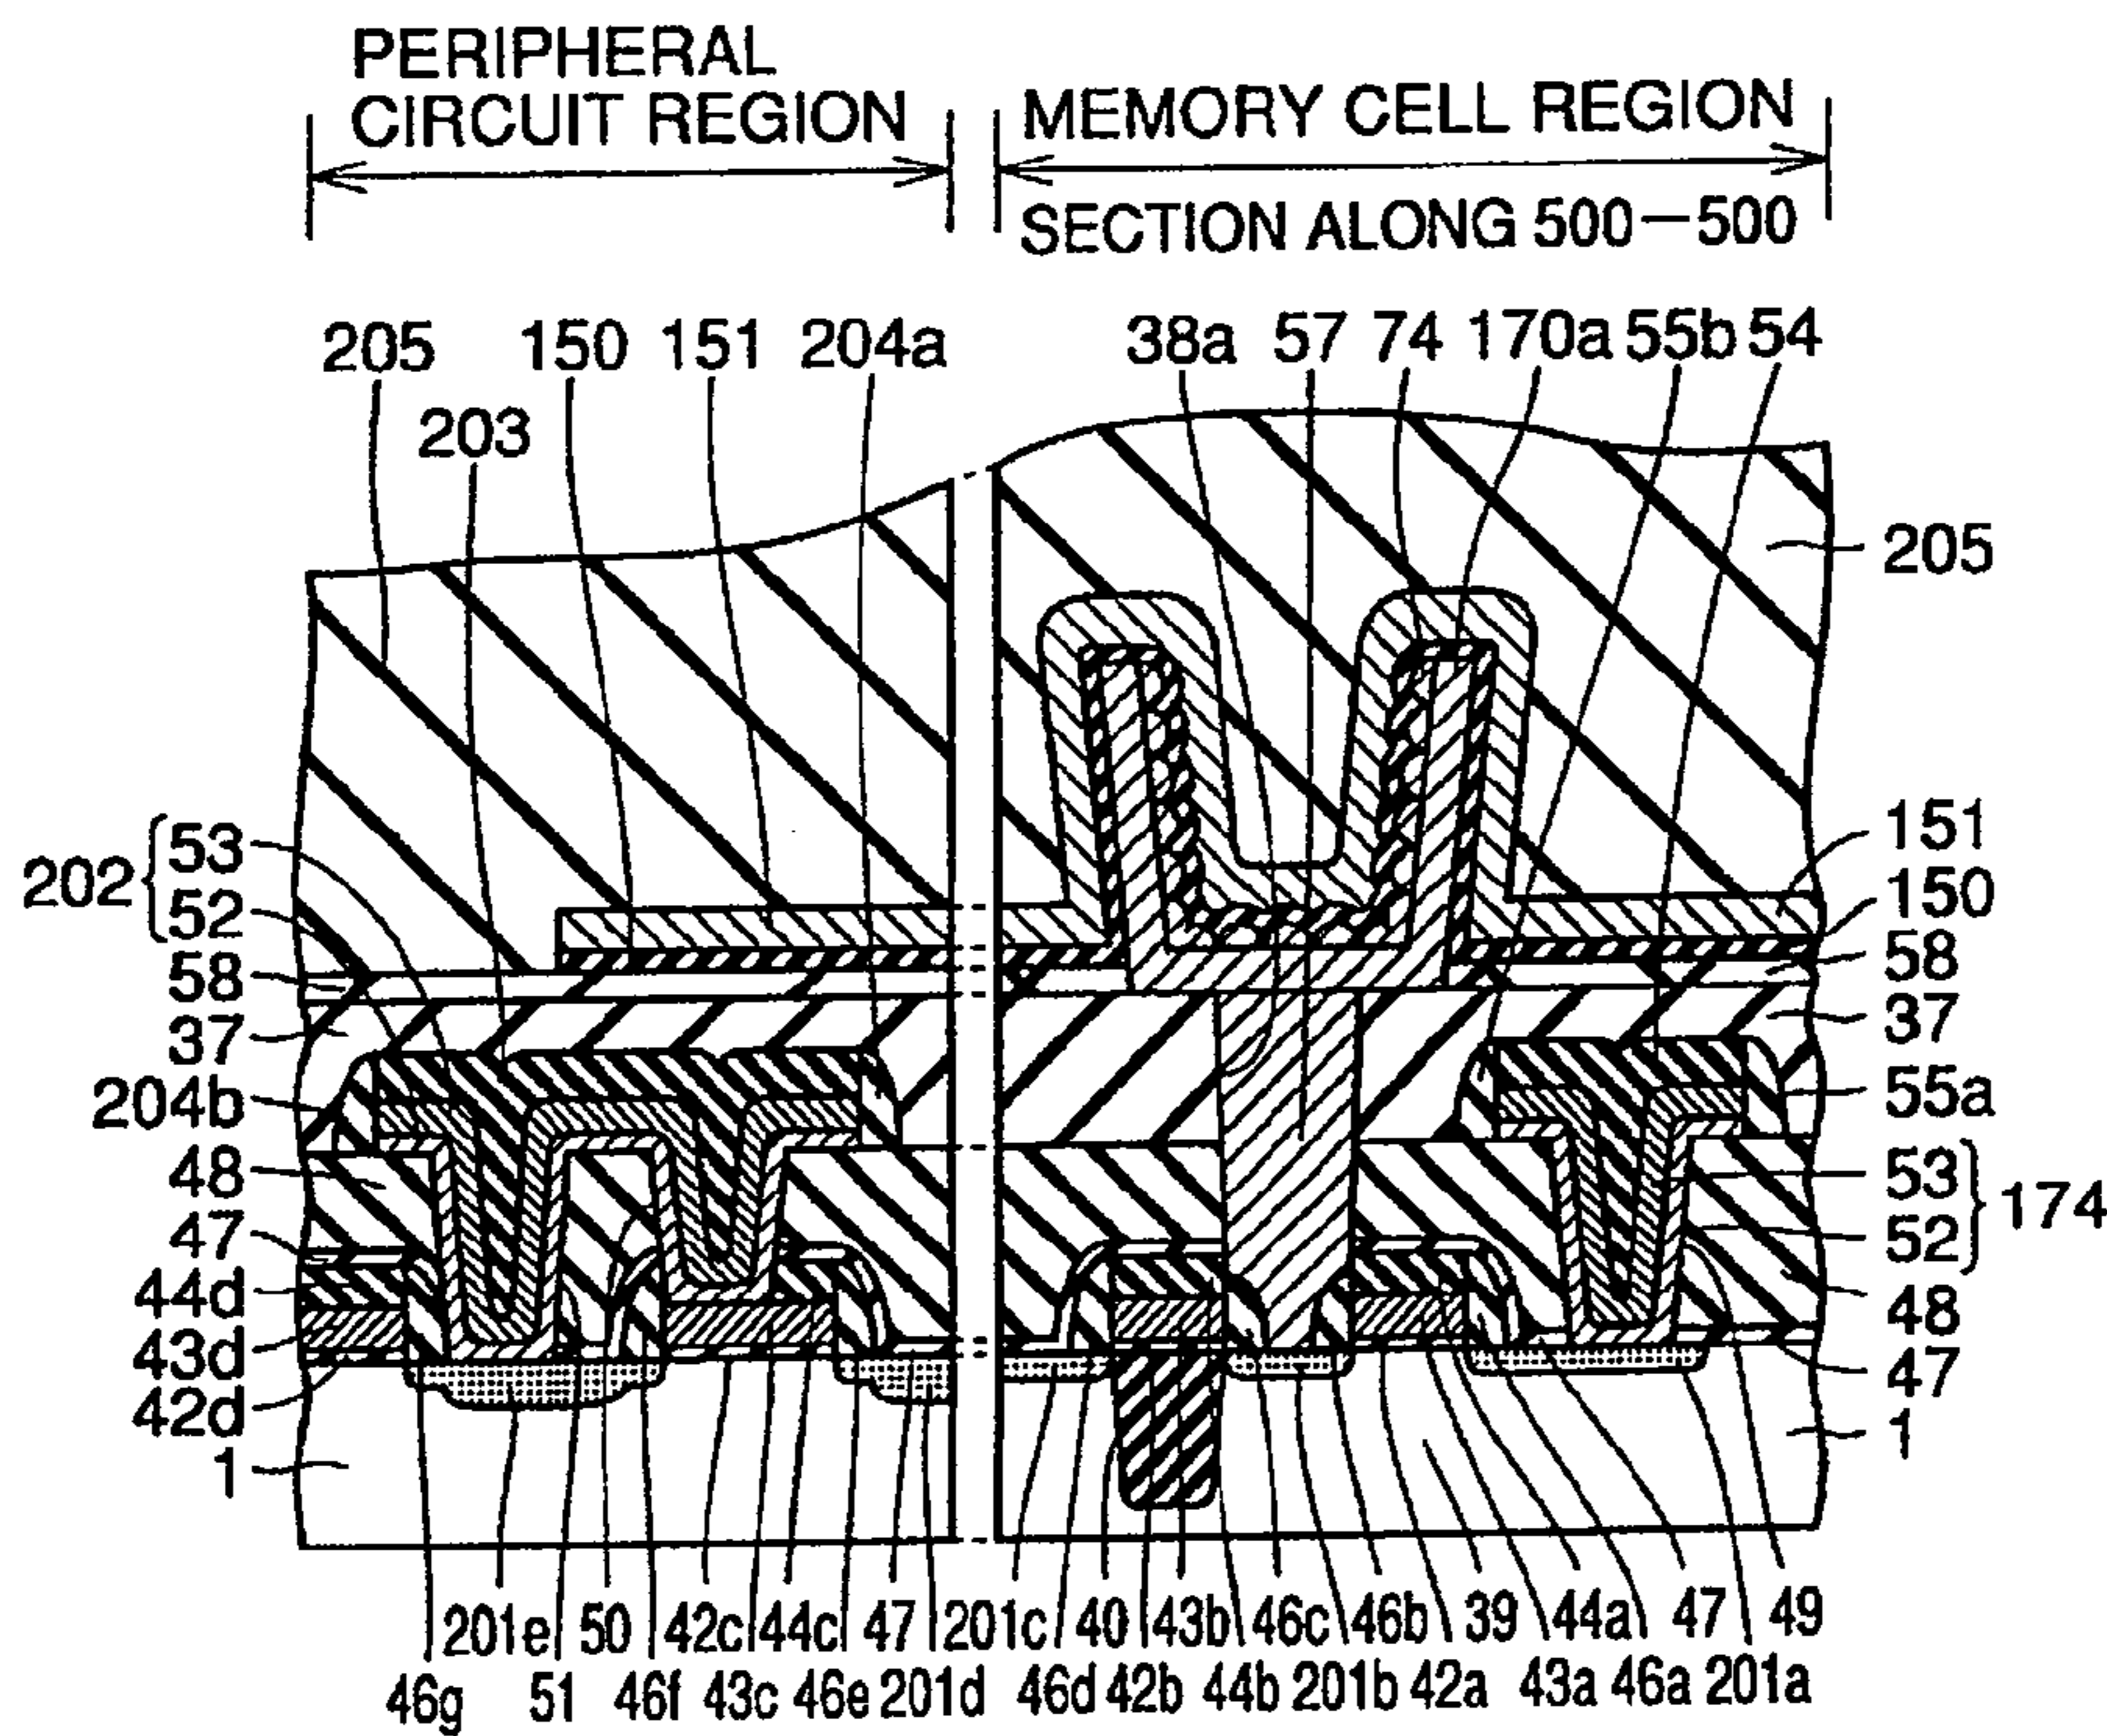 PERIPHERAL
CIRCUIT REGION
MEMORY CELL REGION
SECTION ALONG 500—500
205 150 151 204a 38a 57 74 170a 55b 54
203
205
202 { 53
52
58
37
204b
48
47
44d
43d
42d
1
151
150
58
37
55a
53 } 174
52
48
47
1
201e 50 42c 44c 47 201c 40 43b 46c 46b 39 44a 47 49
46g 51 46f 43c 46e 201d 46d 42b 44b 201b 42a 43a 46a 201a